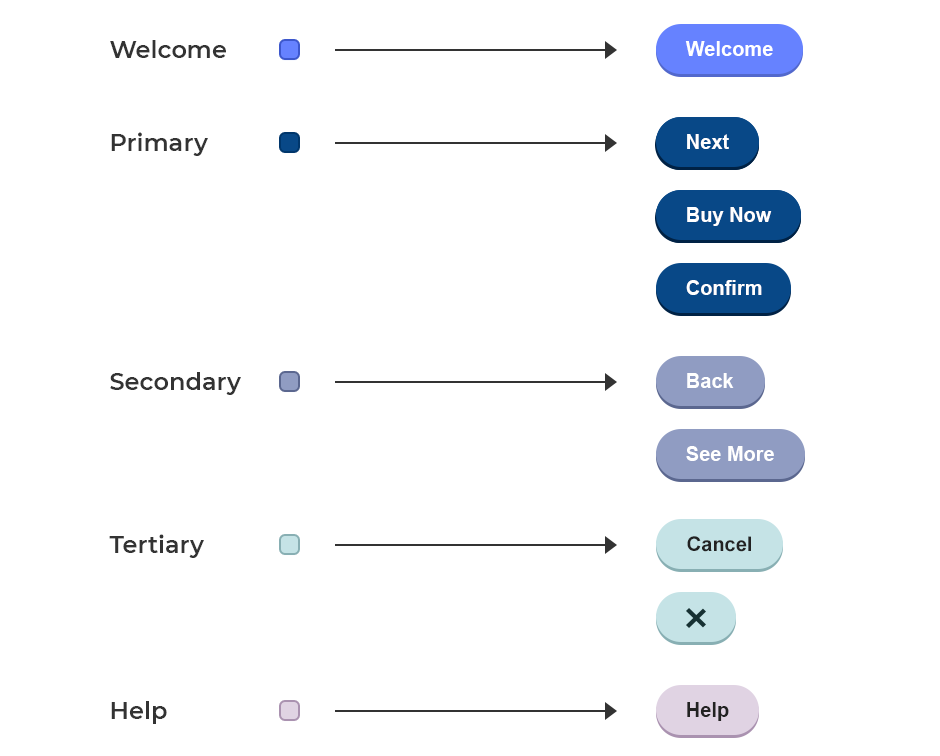 Welcome Welcome
Primary Next
Buy Now
Confirm
Secondary Back
See More
Tertiary Cancel
Help Help